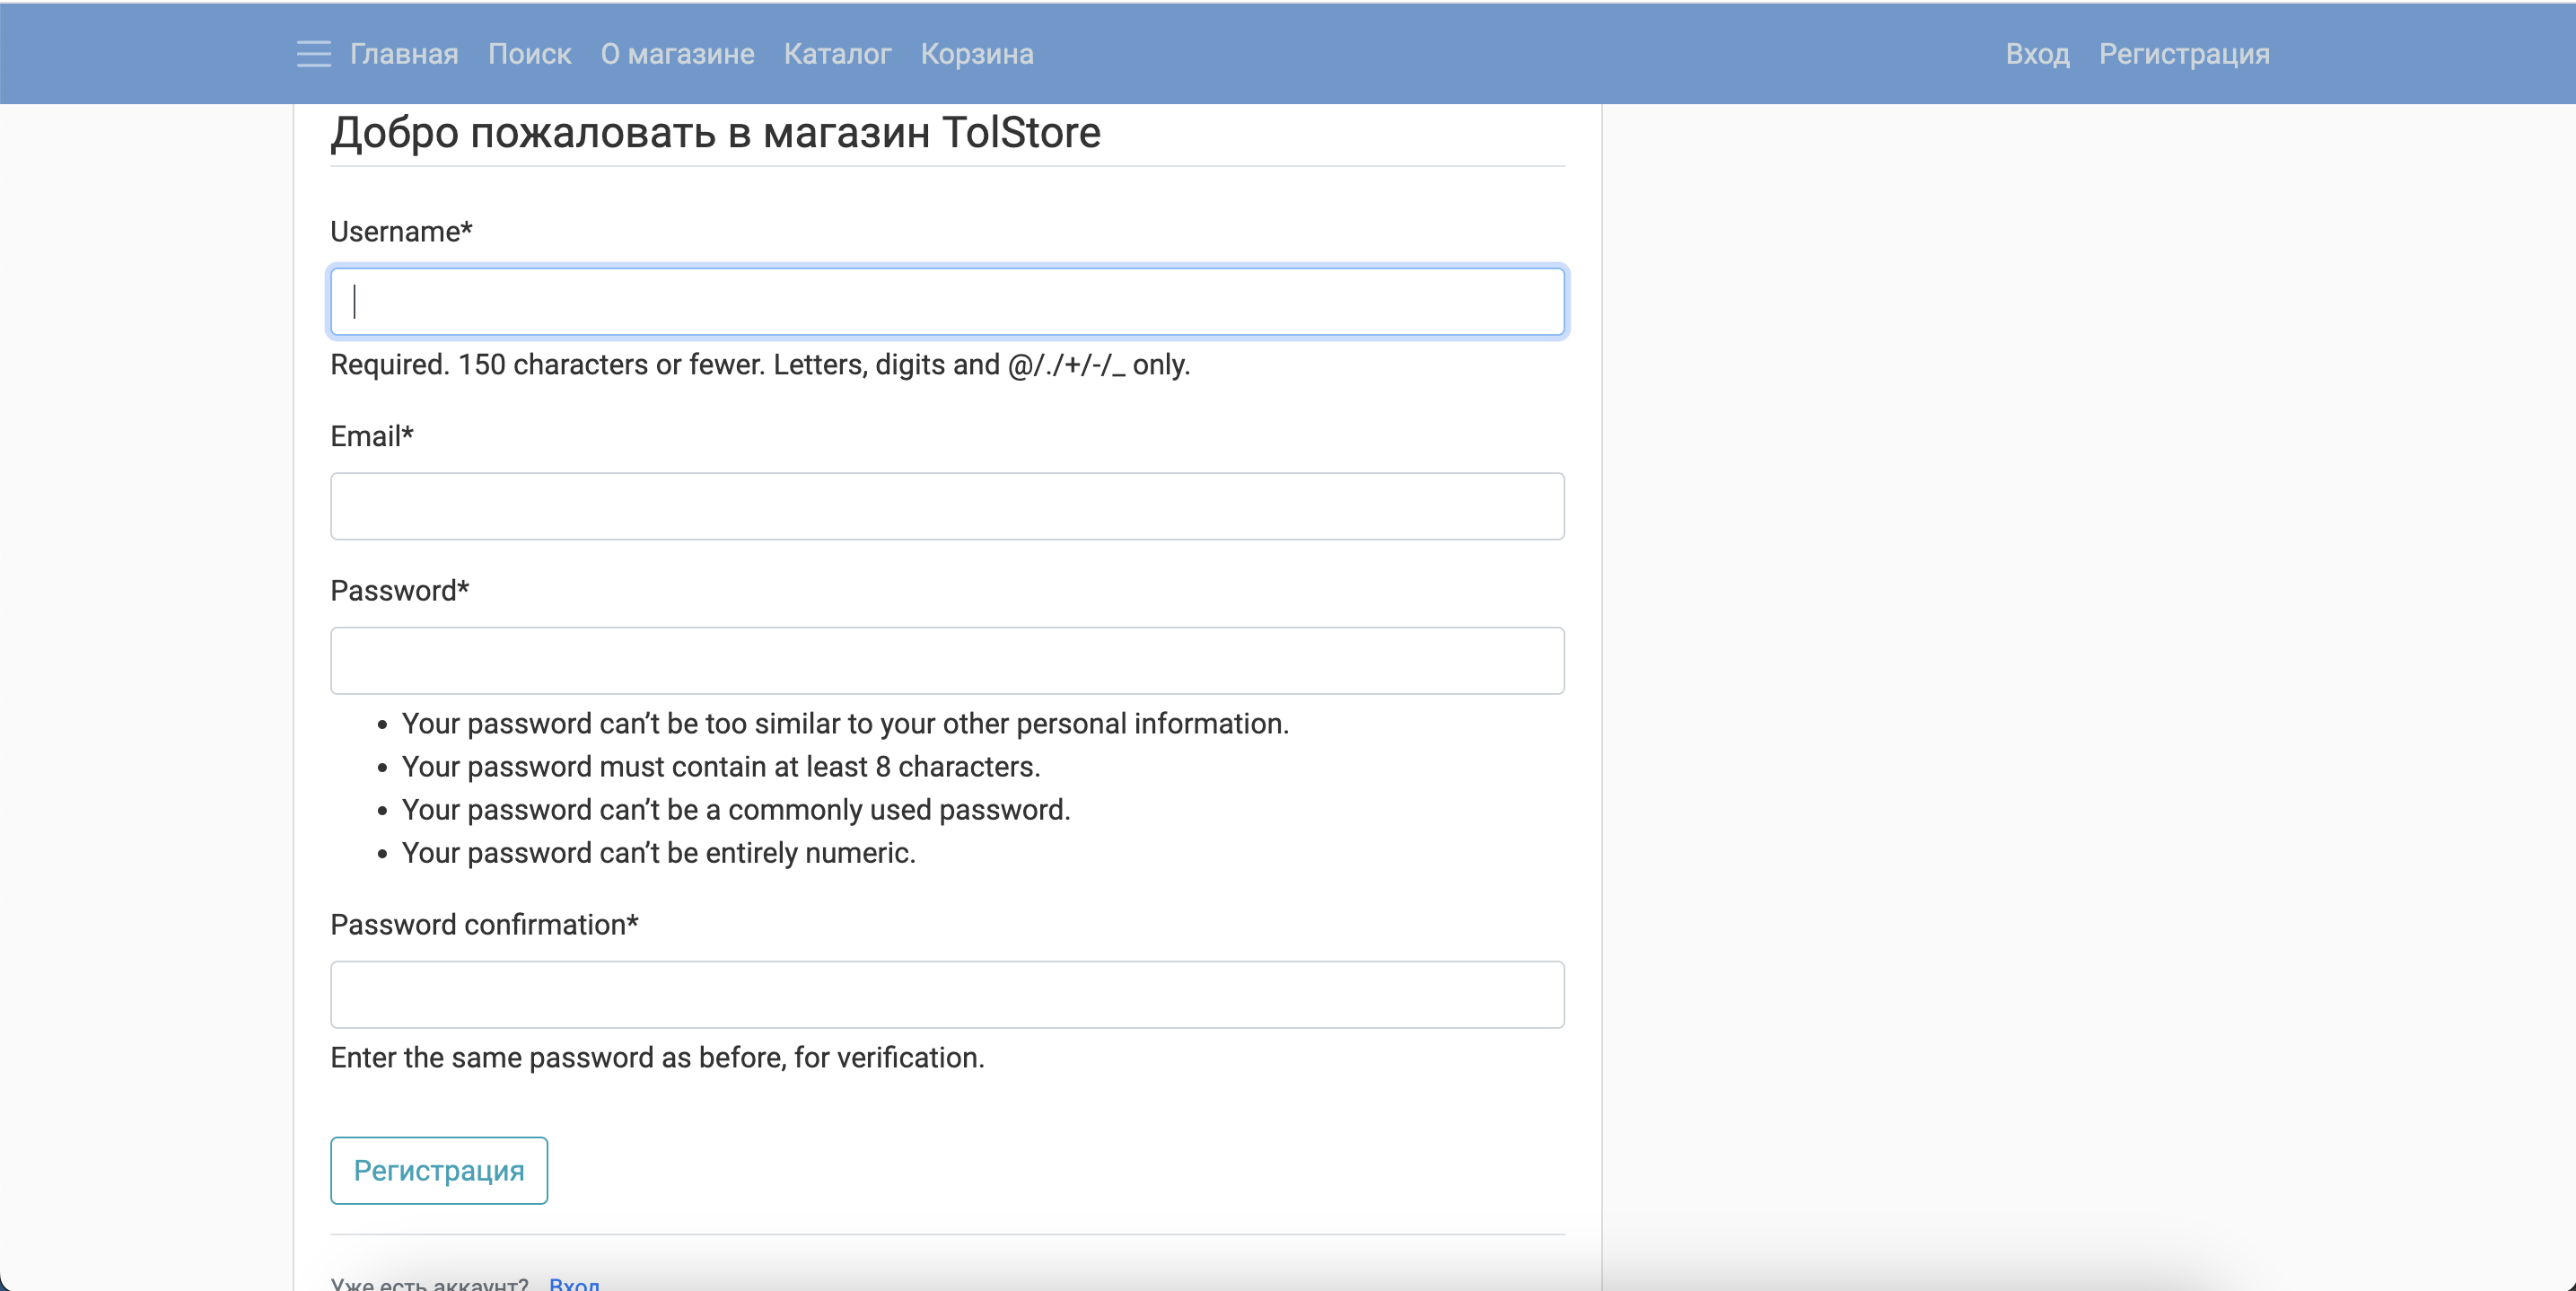 Главная Поиск О магазине Каталог Корзина Вход Регистрация
Добро пожаловать в магазин TolStore
Username*
Required. 150 characters or fewer. Letters, digits and @/./+/-/_ only.
Email*
Password*
Your password can’t be too similar to your other personal information.
Your password must contain at least 8 characters.
Your password can’t be a commonly used password.
Your password can’t be entirely numeric.
Password confirmation*
Enter the same password as before, for verification.
Регистрация
Уже есть аккаунт? Вход